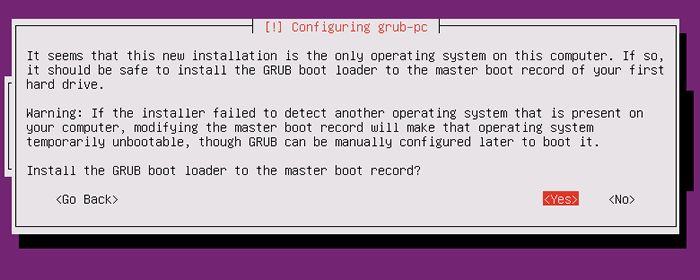 [!] Configuring grub-pc
It seems that this new installation is the only operating system on this computer. If so,
it should be safe to install the GRUB boot loader to the master boot record of your first
hard drive.
Warning: If the installer failed to detect another operating system that is present on
your computer, modifying the master boot record will make that operating system
temporarily unbootable, though GRUB can be manually configured later to boot it.
Install the GRUB boot loader to the master boot record?
<Go Back> <Yes> <No>